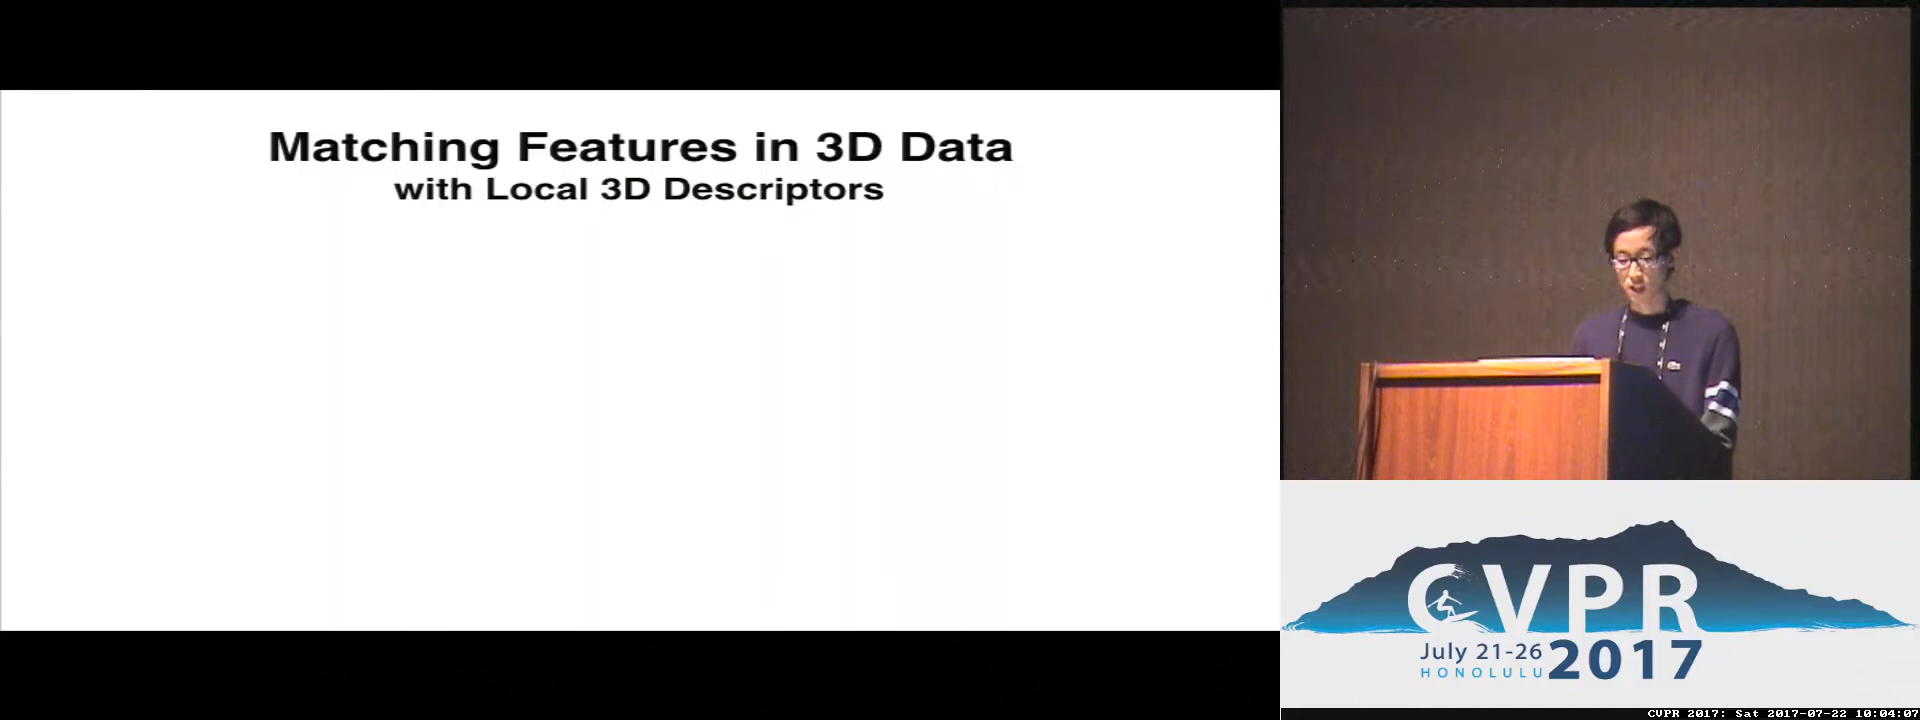 Matching Features in 3D Data
with Local 3D Descriptors
CVPR
July 21-26
2017
HONOLULU
CVPR 2017: Sat 2017-07-22 10:04:07